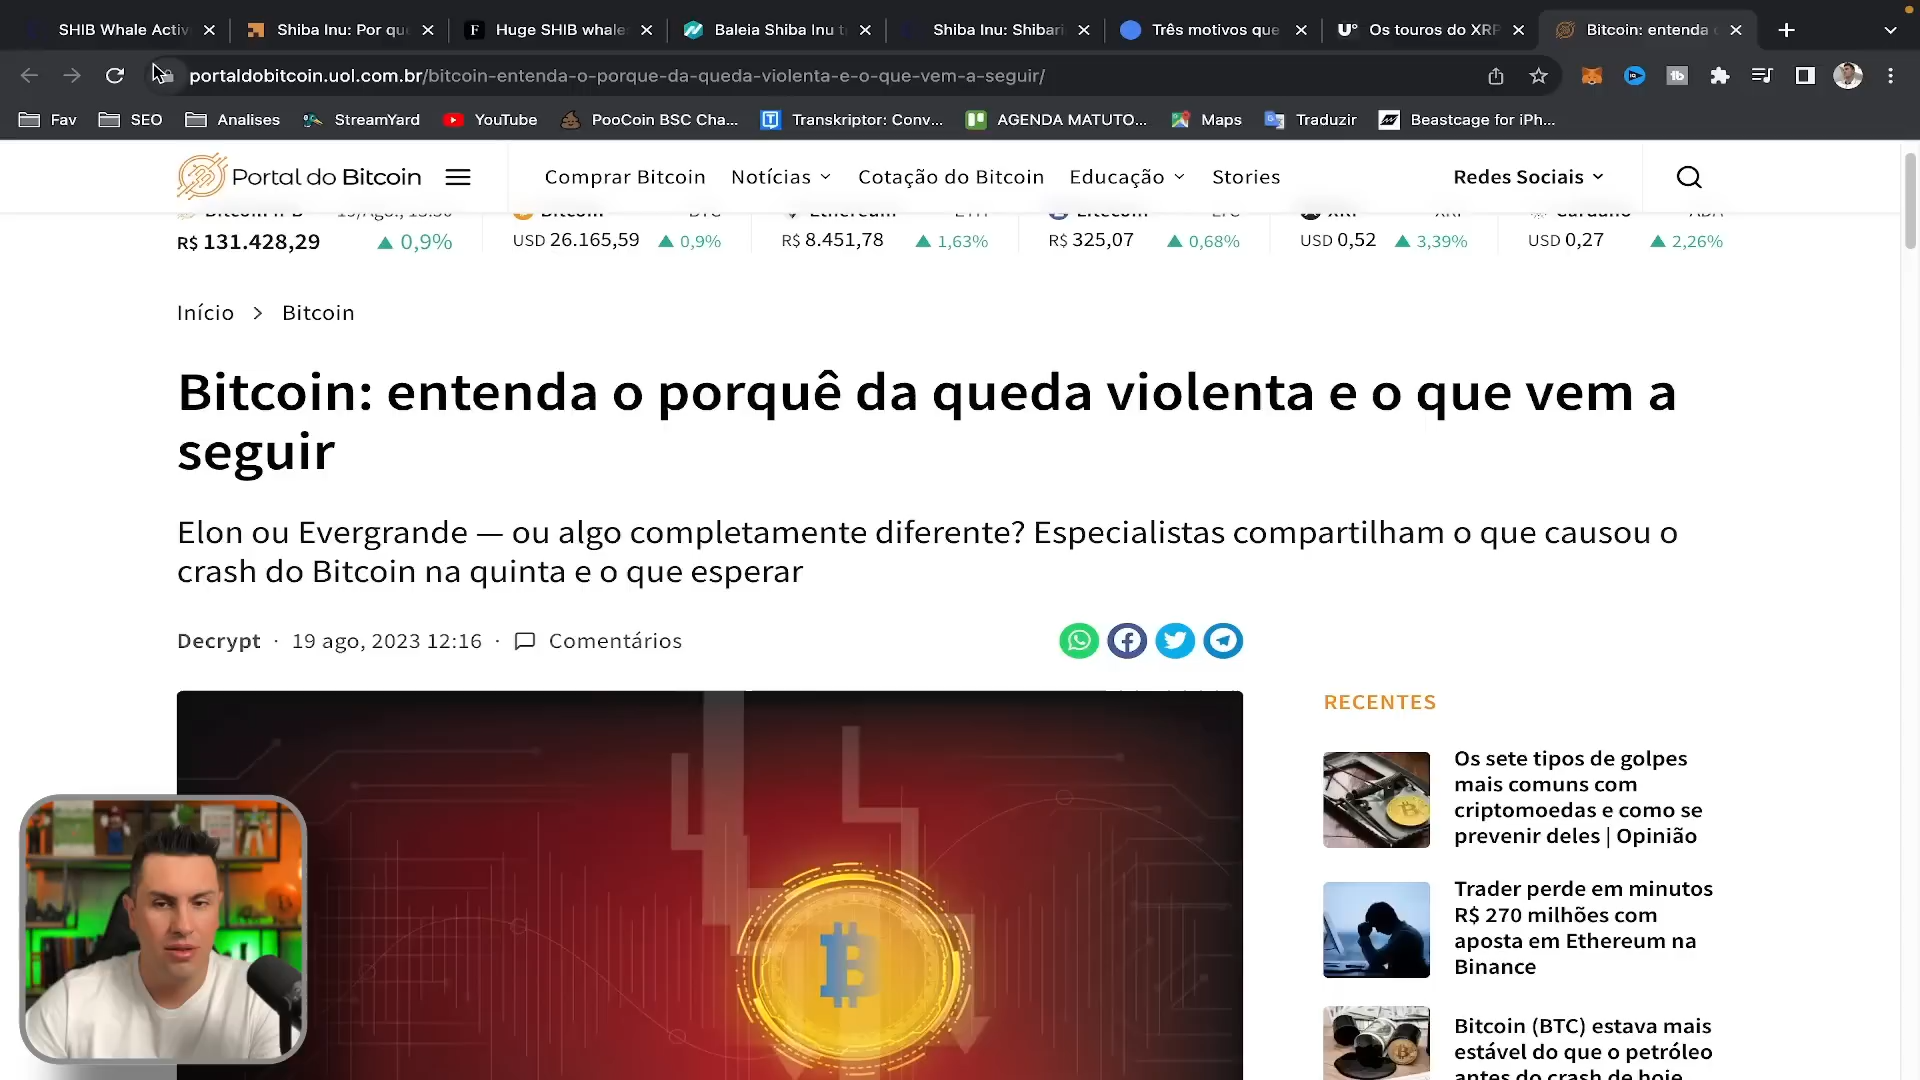 SHIB Whale Activ
Shiba Inu: Por qu
Huge SHIB whale
Baleia Shiba Inu t
Shiba Inu: Shibari
Três motivos que
Os touros do XRP
Bitcoin: entenda o
portaldobitcoin.uol.com.br/bitcoin-entenda-o-porque-da-queda-violenta-e-o-que-vem-a-seguir/
Fav
SEO
Analises
StreamYard
YouTube
PooCoin BSC Cha...
Transkriptor: Conv...
AGENDA MATUTO...
Maps
Traduzir
Beastcage for iPh...
Portal do Bitcoin
Comprar Bitcoin
Notícias
Cotação do Bitcoin
Educação
Stories
Redes Sociais
R$ 131.428,29
0,9%
USD 26.165,59
0,9%
R$ 8.451,78
1,63%
R$ 325,07
0,68%
USD 0,52
3,39%
USD 0,27
2,26%
Início > Bitcoin
Bitcoin: entenda o porquê da queda violenta e o que vem a
seguir
Elon ou Evergrande — ou algo completamente diferente? Especialistas compartilham o que causou o
crash do Bitcoin na quinta e o que esperar
Decrypt · 19 ago, 2023 12:16 · Comentários
RECENTES
Os sete tipos de golpes
mais comuns com
criptomoedas e como se
prevenir deles | Opinião
Trader perde em minutos
R$ 270 milhões com
aposta em Ethereum na
Binance
Bitcoin (BTC) estava mais
estável do que o petróleo
antes do crash de hoje